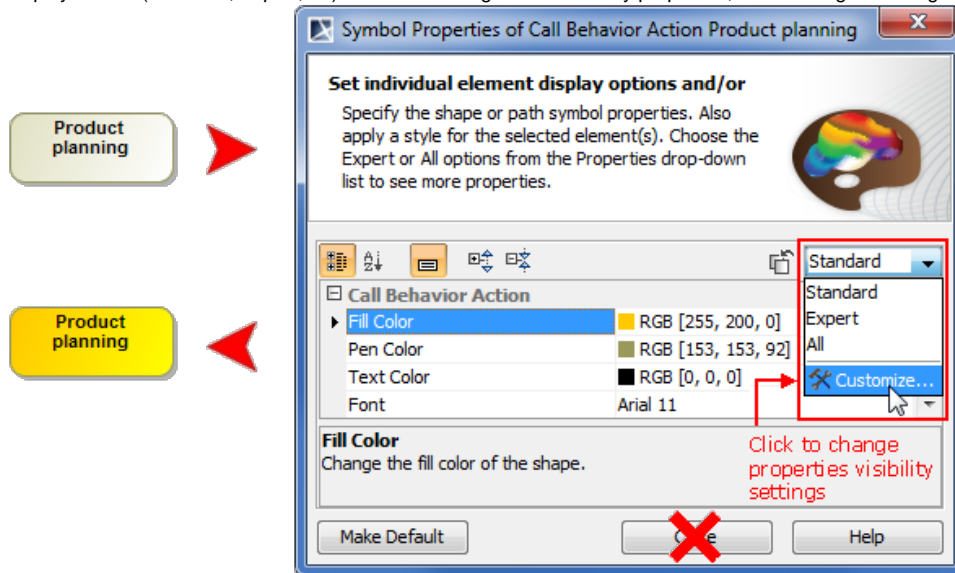 Symbol Properties of Call Behavior Action Product planning
Set individual element display options and/or
Specify the shape or path symbol properties. Also
apply a style for the selected element(s). Choose the
Expert or All options from the Properties drop-down
list to see more properties.
Product
planning
Standard
Standard
Expert
All
Customize...
Call Behavior Action
Fill Color RGB [255, 200, 0]
Pen Color RGB [153, 153, 92]
Text Color RGB [0, 0, 0]
Font Arial 11
Product
planning
Fill Color
Change the fill color of the shape.
Click to change
properties visibility
settings
Make Default
Help